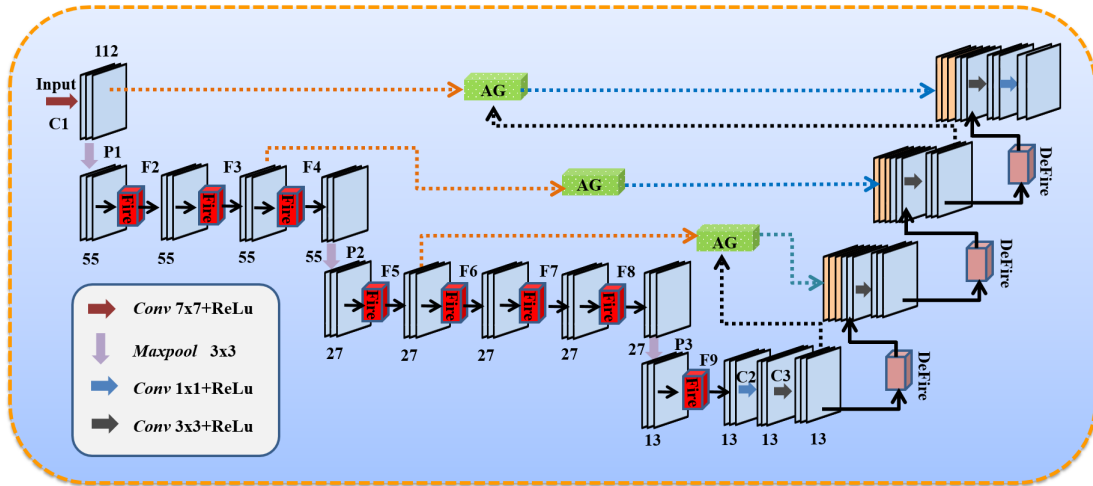 112
Input
C1
AG
P1
F2
F3
F4
Fire
Fire
Fire
55
55
55
55
AG
DeFire
P2
F5
F6
F7
F8
Fire
Fire
Fire
Fire
27
27
27
27
27
AG
DeFire
P3
F9
Fire
C2
C3
13
13
13
13
DeFire
Conv 7x7+ReLu
Maxpool 3x3
Conv 1x1+ReLu
Conv 3x3+ReLu